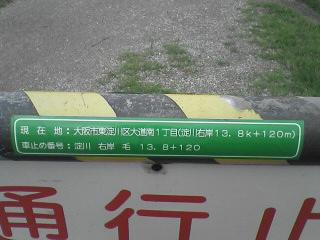 現在地：大阪市東淀川区大道南1丁目(淀川右岸13．8k＋120m)
車止の番号：淀川 右岸 毛 13．8＋120
通行止